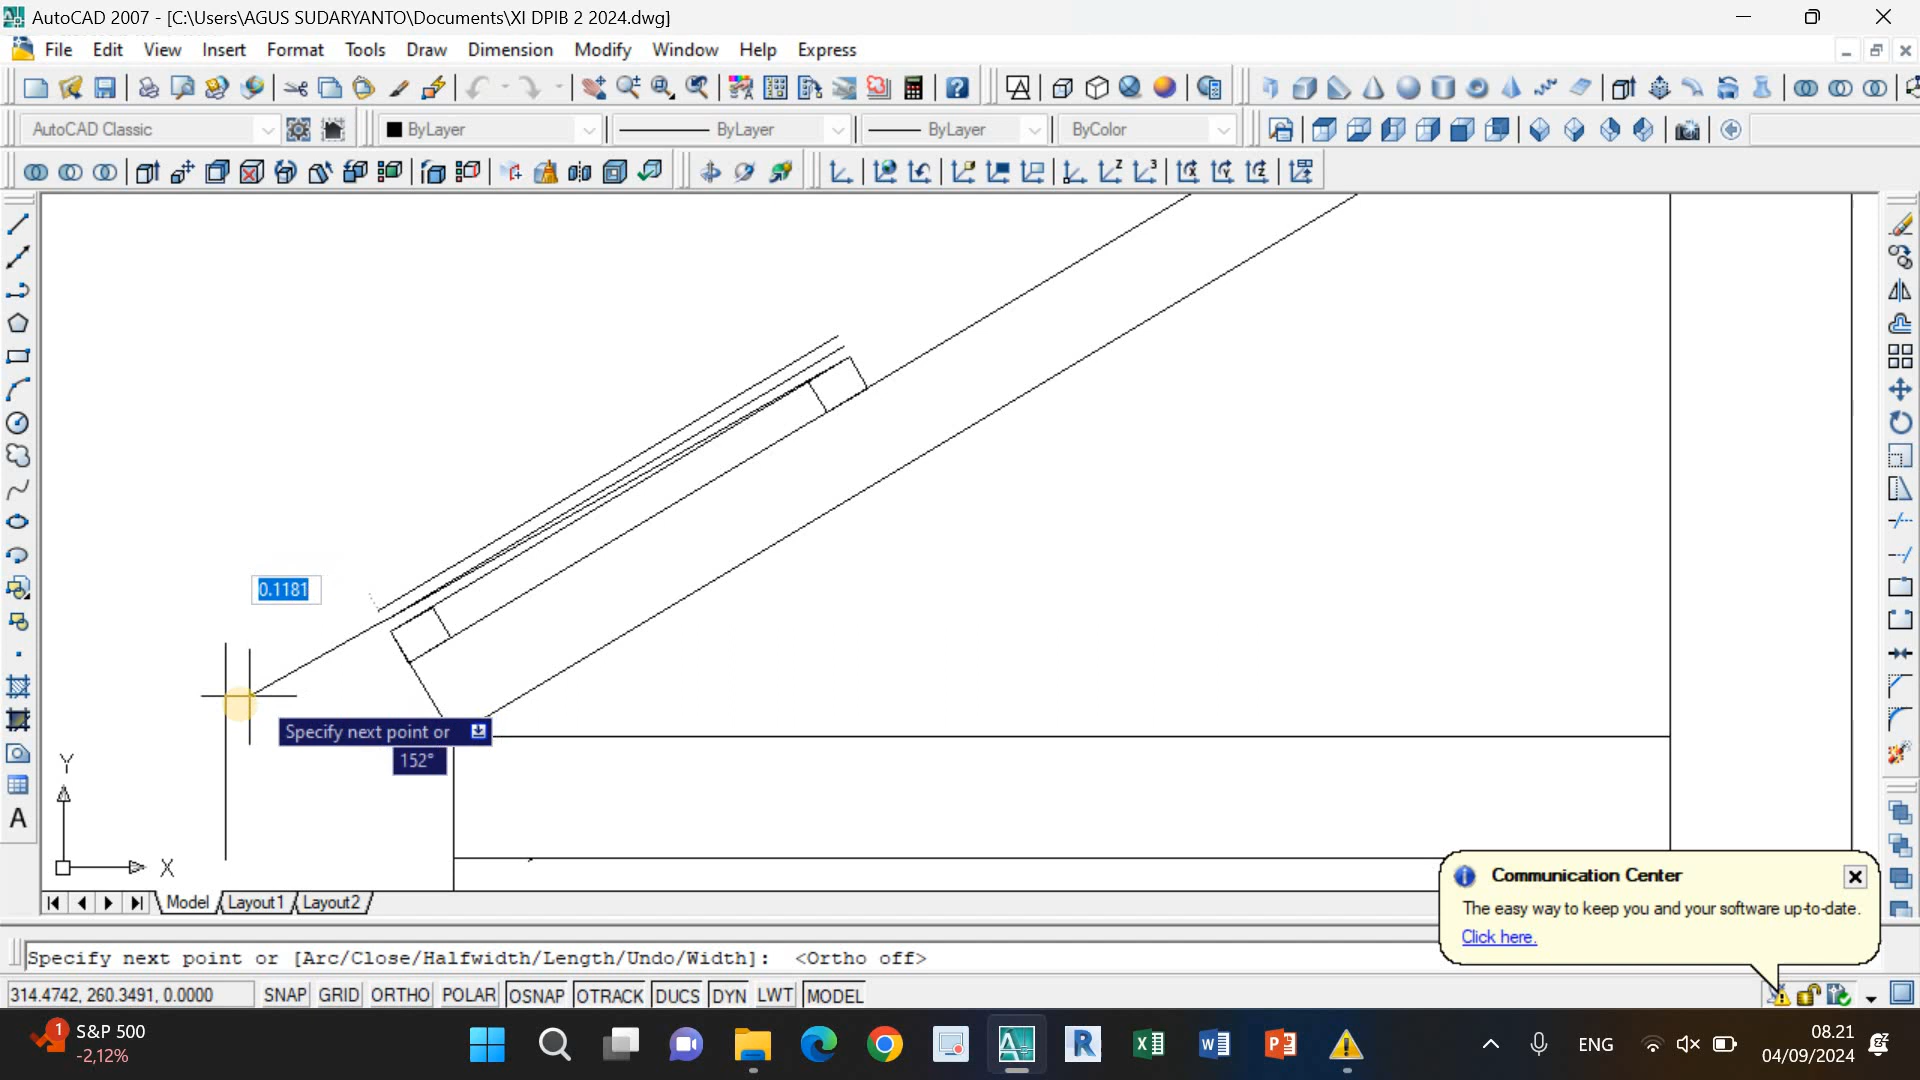 AutoCAD 2007 - [C:\Users\AGUS SUDARYANTO\Documents\XI DPIB 2 2024.dwg]
File Edit View Insert Format Tools Draw Dimension Modify Window Help Express
AutoCAD Classic ByLayer ByLayer ByLayer ByColor
0.1181
Specify next point or
152°
Y
X
Model Layout1 Layout2
Communication Center
The easy way to keep you and your software up-to-date.
Click here.
Specify next point or [Arc/Close/Halfwidth/Length/Undo/Width]: <Ortho off>
314.4742, 260.3491, 0.0000 SNAP GRID ORTHO POLAR OSNAP OTRACK DUCS DYN LWT MODEL
1 S&P 500
-2,12%
ENG
08.21
04/09/2024